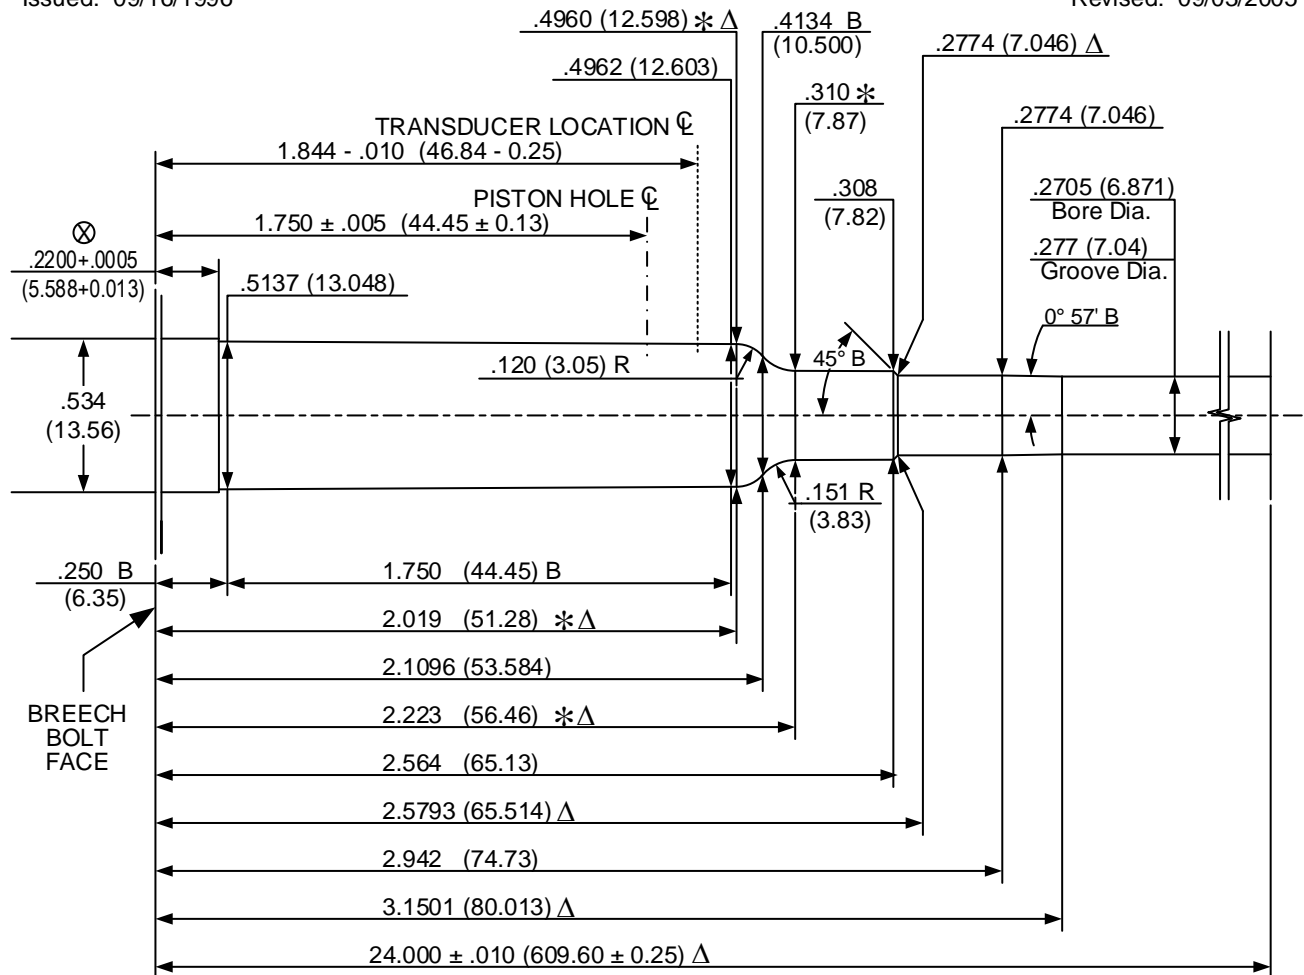 Issued: 09/16/1996
Revised: 09/03/2005
.4960 (12.598) ✻ Δ
.4134 B
(10.500)
.2774 (7.046) Δ
.4962 (12.603)
.310 ✻
(7.87)
.2774 (7.046)
TRANSDUCER LOCATION ℄
1.844 - .010 (46.84 - 0.25)
.308
(7.82)
.2705 (6.871)
Bore Dia.
PISTON HOLE ℄
1.750 ± .005 (44.45 ± 0.13)
.277 (7.04)
Groove Dia.
Ⓧ
.2200+.0005
(5.588+0.013)
.5137 (13.048)
0° 57' B
.120 (3.05) R
45° B
.534
(13.56)
.151 R
(3.83)
.250 B
(6.35)
1.750 (44.45) B
2.019 (51.28) ✻Δ
2.1096 (53.584)
2.223 (56.46) ✻Δ
BREECH
BOLT
FACE
2.564 (65.13)
2.5793 (65.514) Δ
2.942 (74.73)
3.1501 (80.013) Δ
24.000 ± .010 (609.60 ± 0.25) Δ